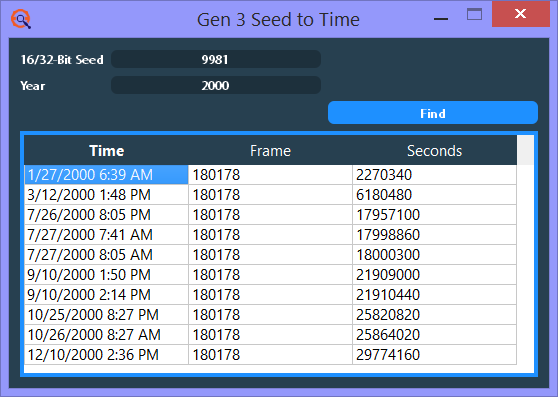 Gen 3 Seed to Time
16/32-Bit Seed 9981
Year 2000
Find
Time Frame Seconds
1/27/2000 6:39 AM 180178 2270340
3/12/2000 1:48 PM 180178 6180480
7/26/2000 8:05 PM 180178 17957100
7/27/2000 7:41 AM 180178 17998860
7/27/2000 8:05 AM 180178 18000300
9/10/2000 1:50 PM 180178 21909000
9/10/2000 2:14 PM 180178 21910440
10/25/2000 8:27 PM 180178 25820820
10/26/2000 8:27 AM 180178 25864020
12/10/2000 2:36 PM 180178 29774160